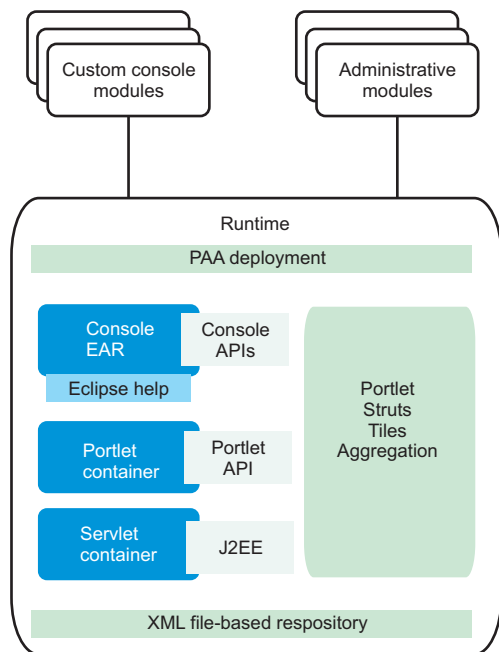 Custom console
modules
Administrative
modules
Runtime
PAA deployment
Console
EAR
Console
APIs
Eclipse help
Portlet
container
Portlet
API
Servlet
container
J2EE
Portlet
Struts
Tiles
Aggregation
XML file-based respository